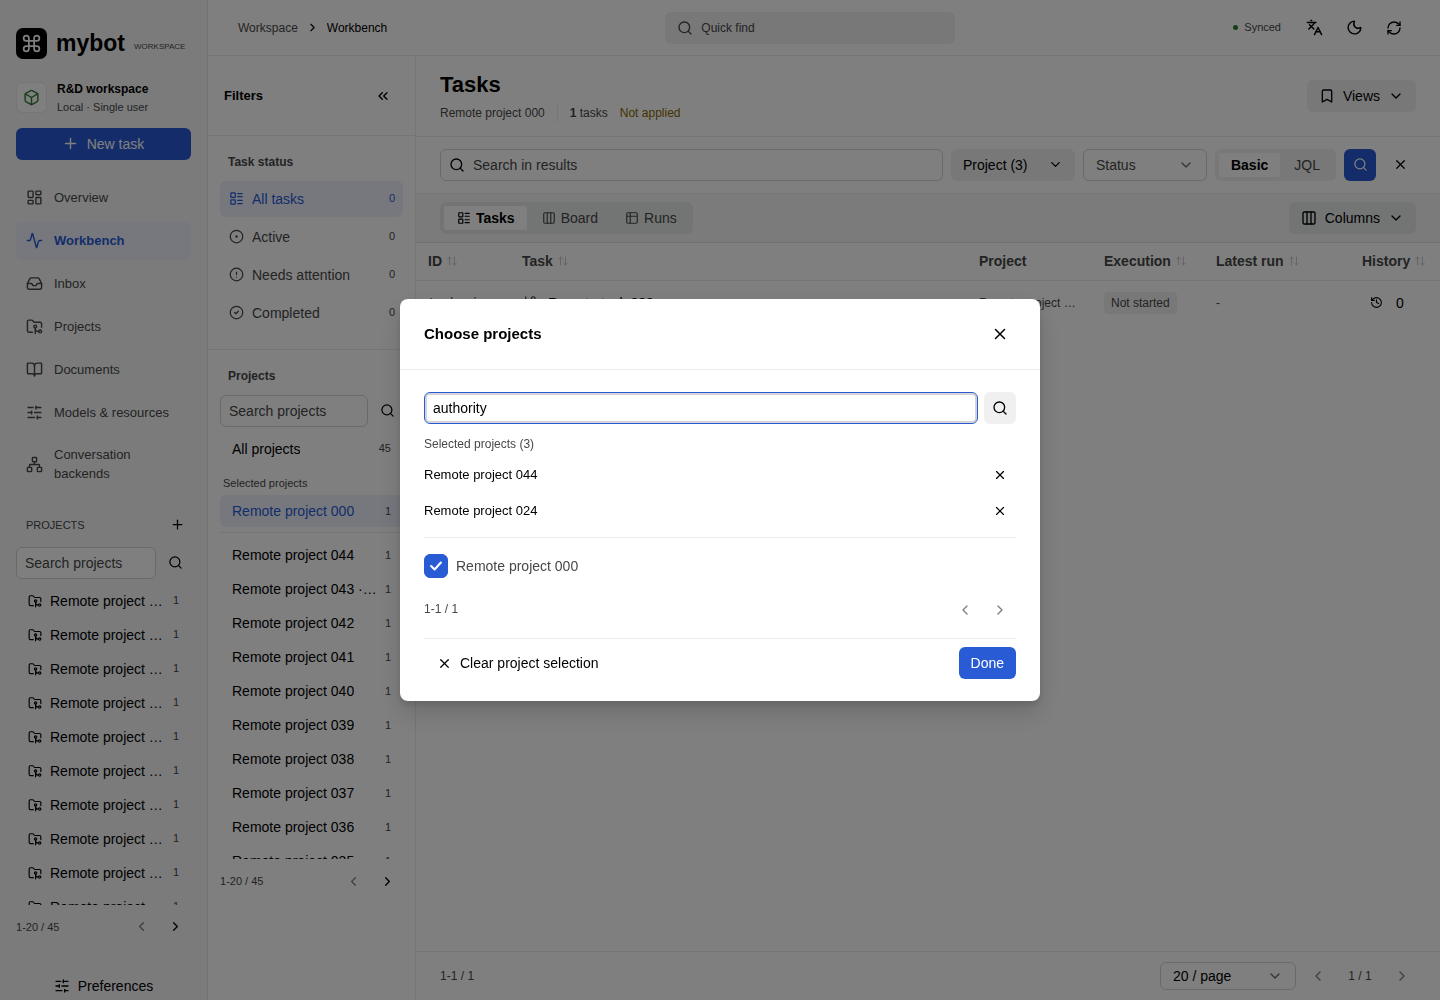 mybot WORKSPACE
R&D workspace
Local · Single user
New task
Overview
Workbench
Inbox
Projects
Documents
Models & resources
Conversation
backends
PROJECTS
Search projects
Remote project ... 1
Remote project ... 1
Remote project ... 1
Remote project ... 1
Remote project ... 1
Remote project ... 1
Remote project ... 1
Remote project ... 1
Remote project ... 1
1-20 / 45
Preferences
Workspace
Workbench
Quick find
Synced
Filters
Task status
All tasks 0
Active 0
Needs attention 0
Completed 0
Projects
Search projects
All projects 45
Selected projects
Remote project 000 1
Remote project 044 1
Remote project 043 ·... 1
Remote project 042 1
Remote project 041 1
Remote project 040 1
Remote project 039 1
Remote project 038 1
Remote project 037 1
Remote project 036 1
1-20 / 45
Tasks
Remote project 000
1 tasks
Not applied
Views
Search in results
Project (3)
Status
Basic
JQL
Tasks
Board
Runs
Columns
ID
Task
Project
Execution
Latest run
History
Not started
-
0
Choose projects
authority
Selected projects (3)
Remote project 044
Remote project 024
Remote project 000
1-1 / 1
Clear project selection
Done
1-1 / 1
20 / page
1 / 1